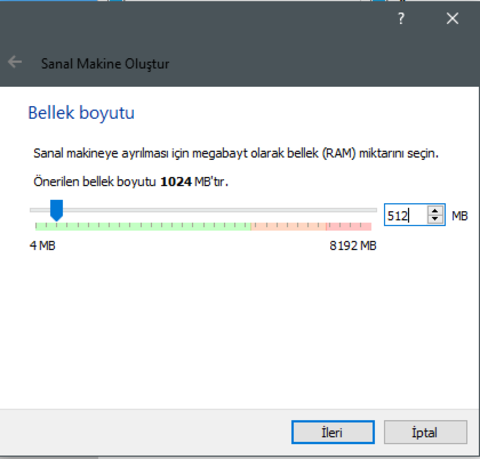 ?
Sanal Makine Oluştur
Bellek boyutu
Sanal makineye ayrılması için megabayt olarak bellek (RAM) miktarını seçin.
Önerilen bellek boyutu 1024 MB'tır.
512 MB
4 MB 8192 MB
İleri İptal